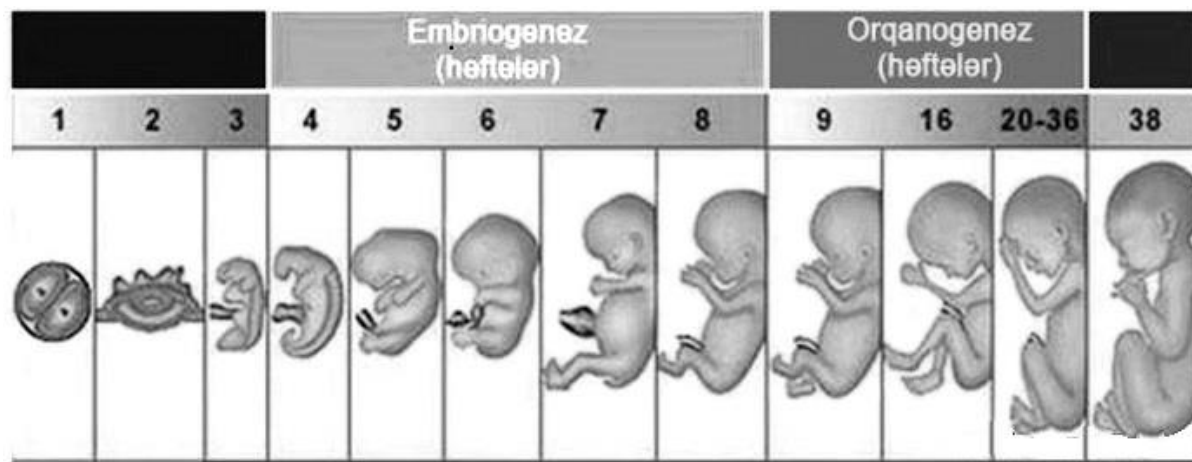 Embriogenez
(həftələr)
Orqanogenez
(həftələr)
1 2 3 4 5 6 7 8 9 16 20-36 38